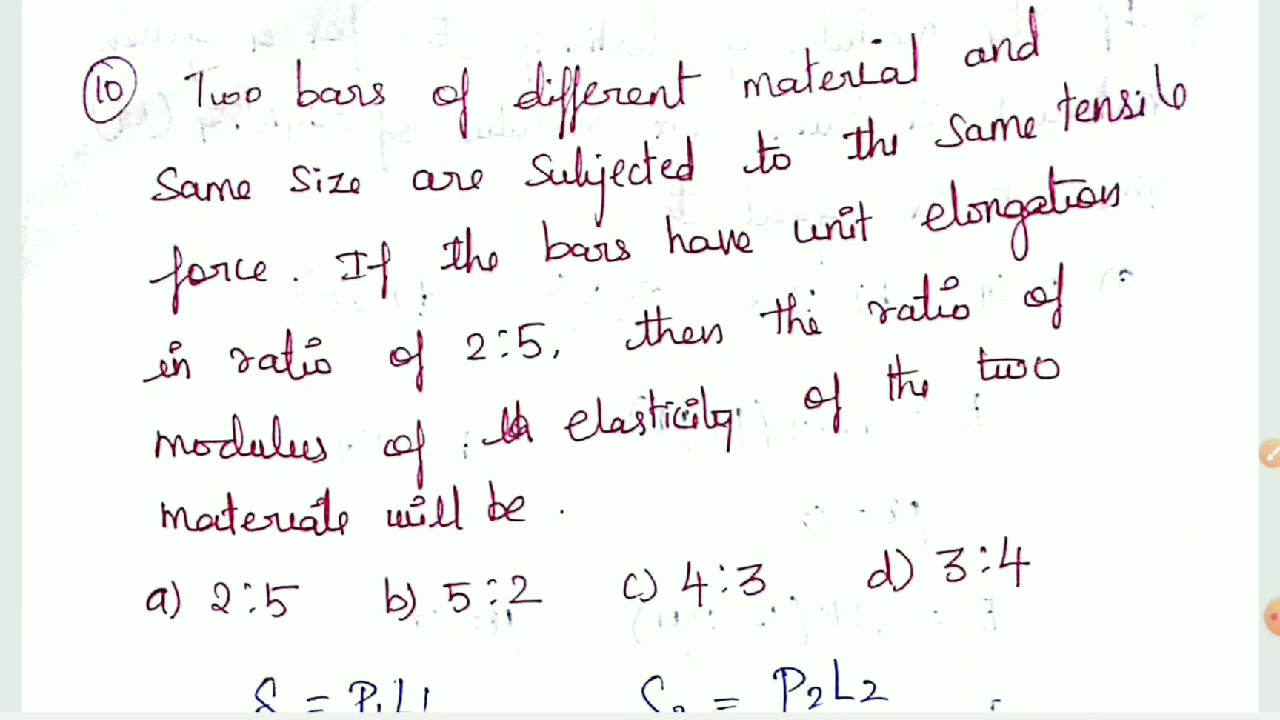 10 Two bars of different material and
same size are subjected to the same tensile
force. If the bars have unit elongation
in ratio of 2:5, then the ratio of
modulus of elasticity of the two
materials will be.
a) 2:5 b) 5:2 c) 4:3 d) 3:4
= P1L1 = P2L2